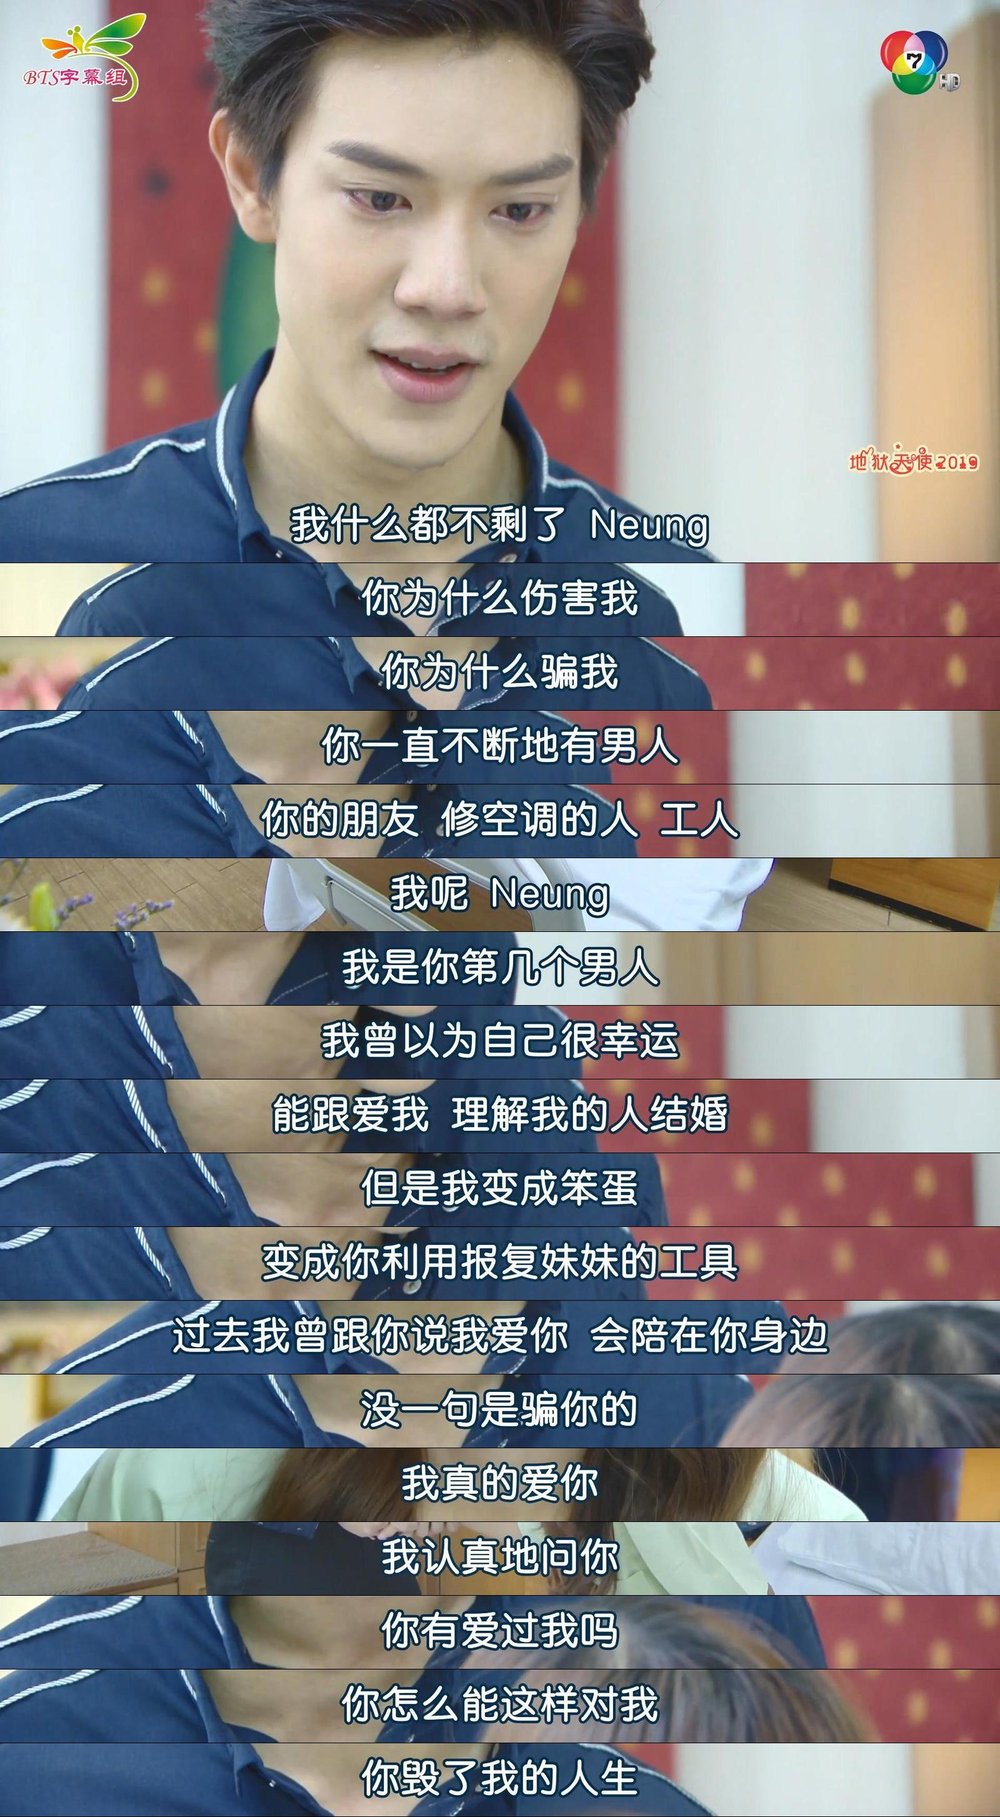 BTS字幕组
7
HD
地狱天使2019
我什么都不剩了 Neung
你为什么伤害我
你为什么骗我
你一直不断地有男人
你的朋友 修空调的人 工人
我呢 Neung
我是你第几个男人
我曾以为自己很幸运
能跟爱我 理解我的人结婚
但是我变成笨蛋
变成你利用报复妹妹的工具
过去我曾跟你说我爱你 会陪在你身边
没一句是骗你的
我真的爱你
我认真地问你
你有爱过我吗
你怎么能这样对我
你毁了我的人生